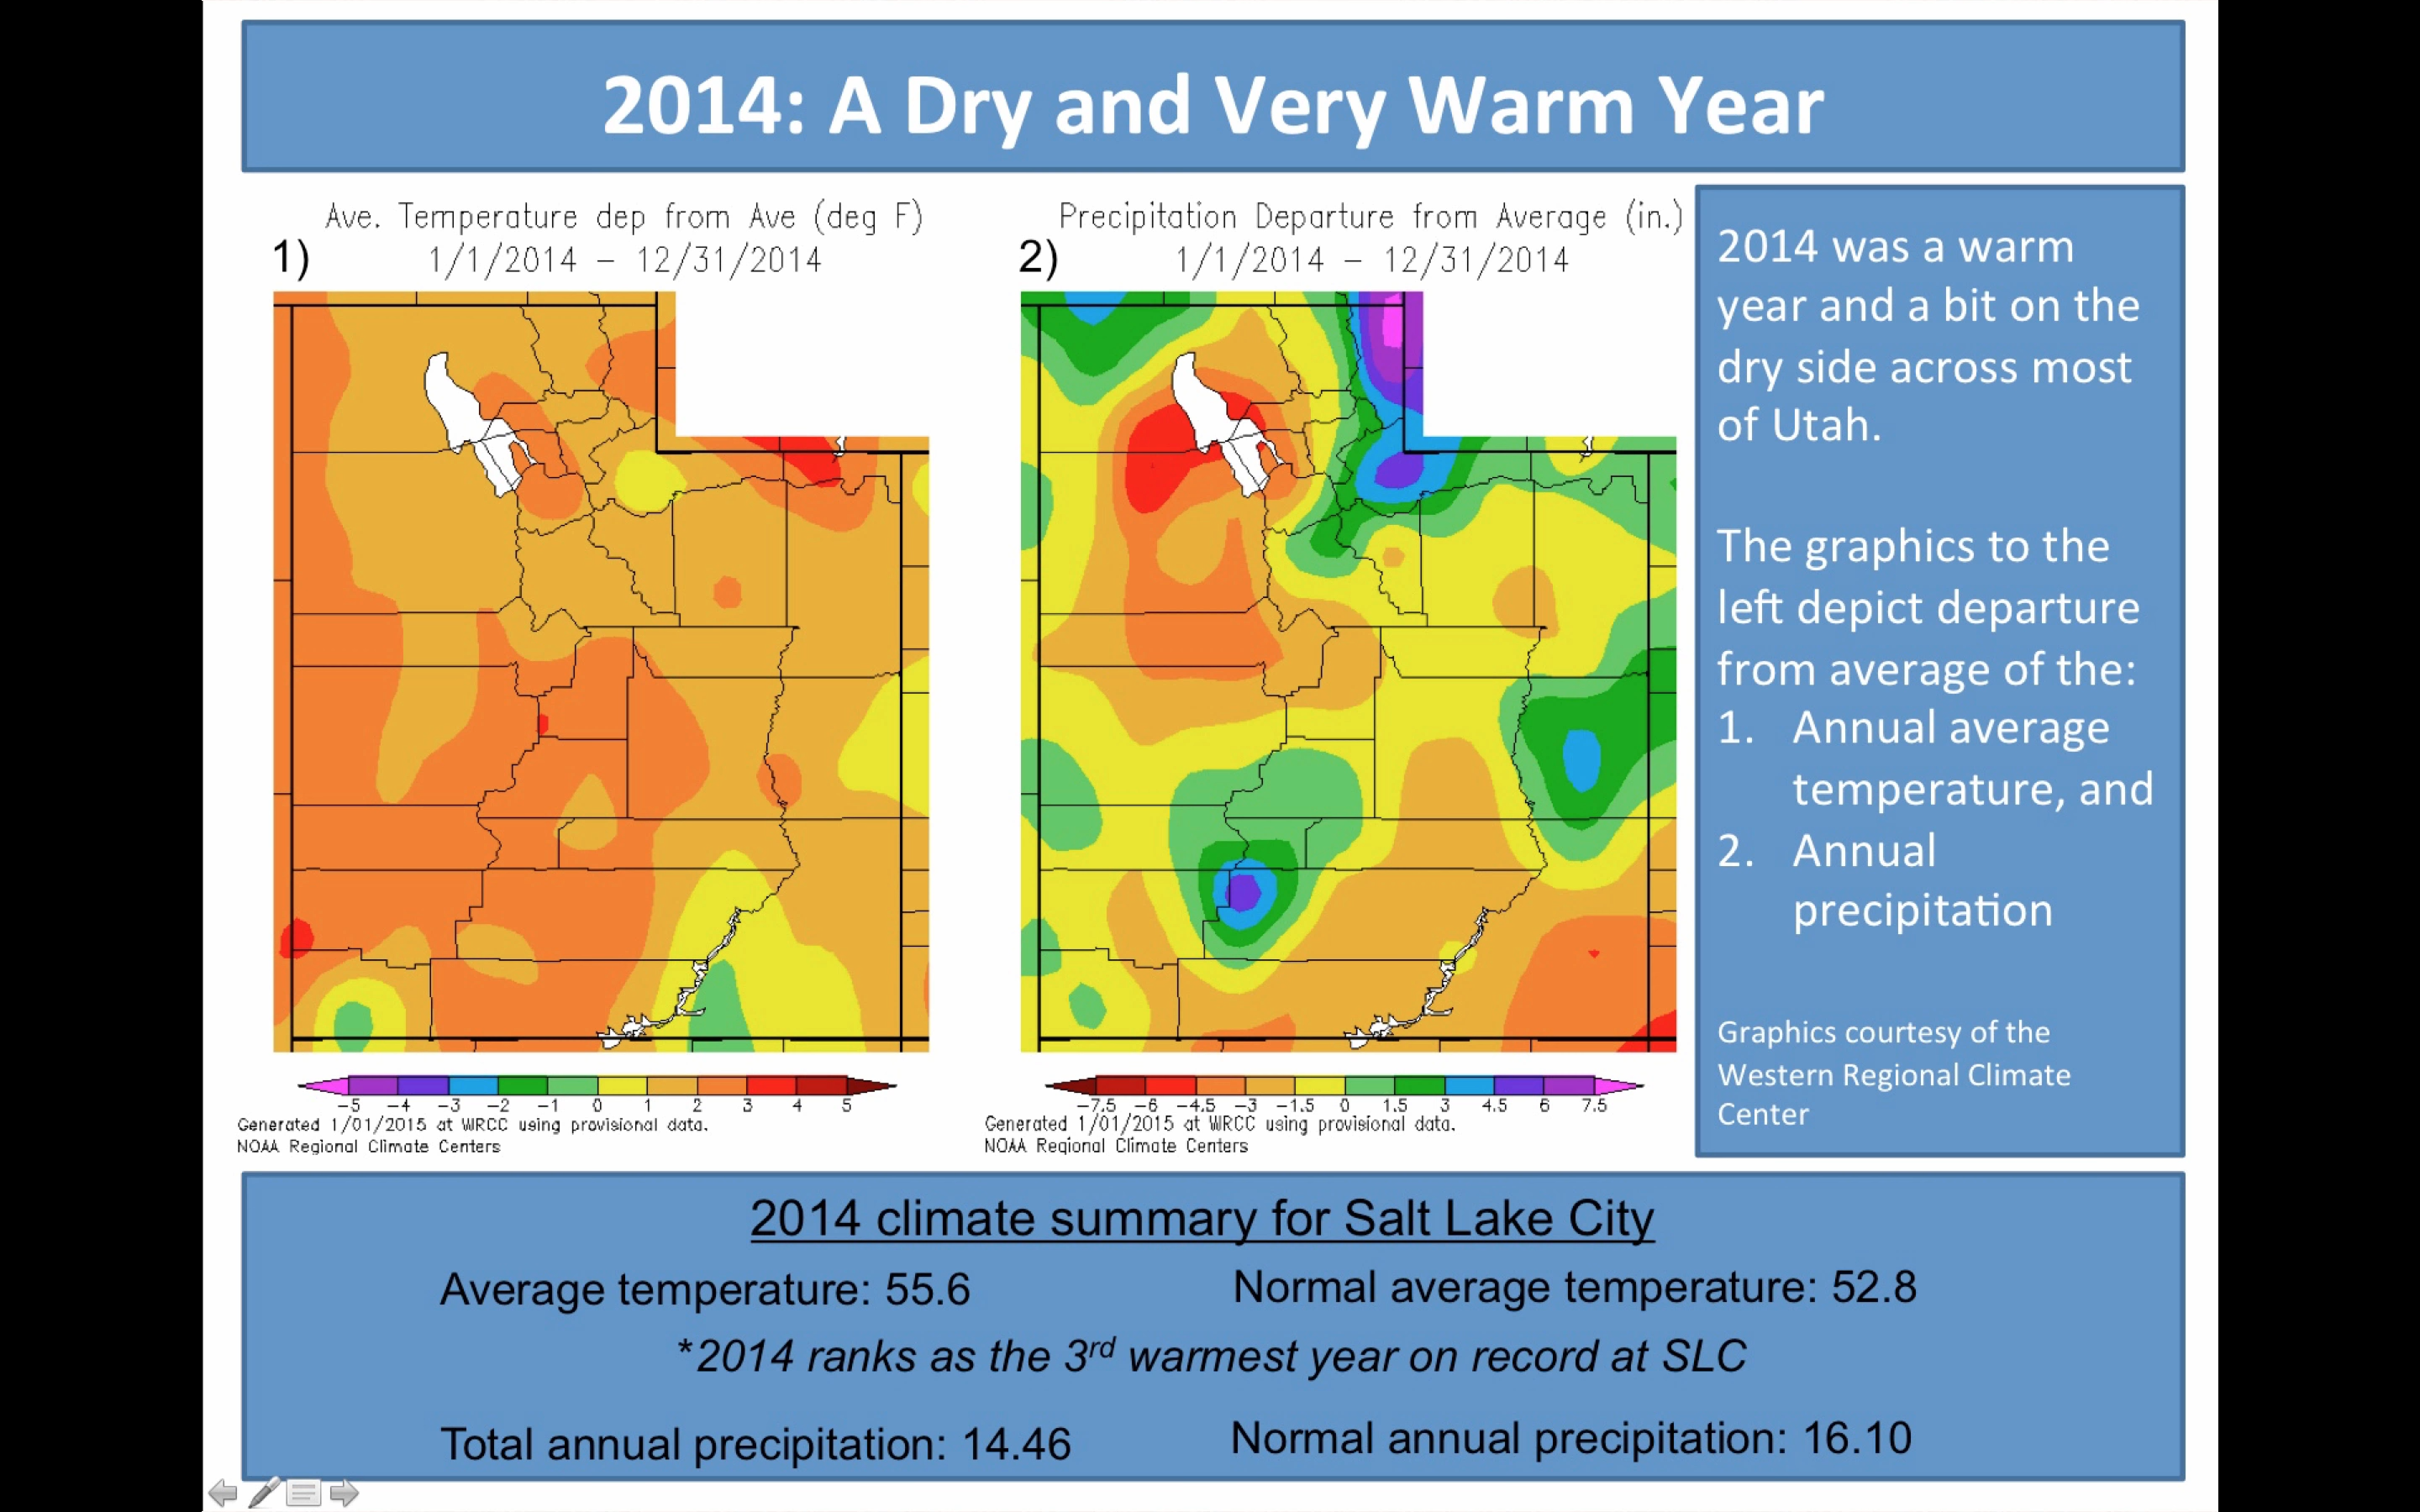 2014: A Dry and Very Warm Year
Ave. Temperature dep from Ave (deg F)
1)
1/1/2014 – 12/31/2014
Precipitation Departure from Average (in.)
2)
1/1/2014 – 12/31/2014
-5 -4 -3 -2 -1 0 1 2 3 4 5
Generated 1/01/2015 at WRCC using provisional data.
NOAA Regional Climate Centers
-7.5 -6 -4.5 -3 -1.5 0 1.5 3 4.5 6 7.5
Generated 1/01/2015 at WRCC using provisional data.
NOAA Regional Climate Centers
2014 was a warm
year and a bit on the
dry side across most
of Utah.
The graphics to the
left depict departure
from average of the:
1. Annual average
temperature, and
2. Annual
precipitation
Graphics courtesy of the
Western Regional Climate
Center
2014 climate summary for Salt Lake City
Average temperature: 55.6
Normal average temperature: 52.8
*2014 ranks as the 3rd warmest year on record at SLC
Total annual precipitation: 14.46
Normal annual precipitation: 16.10